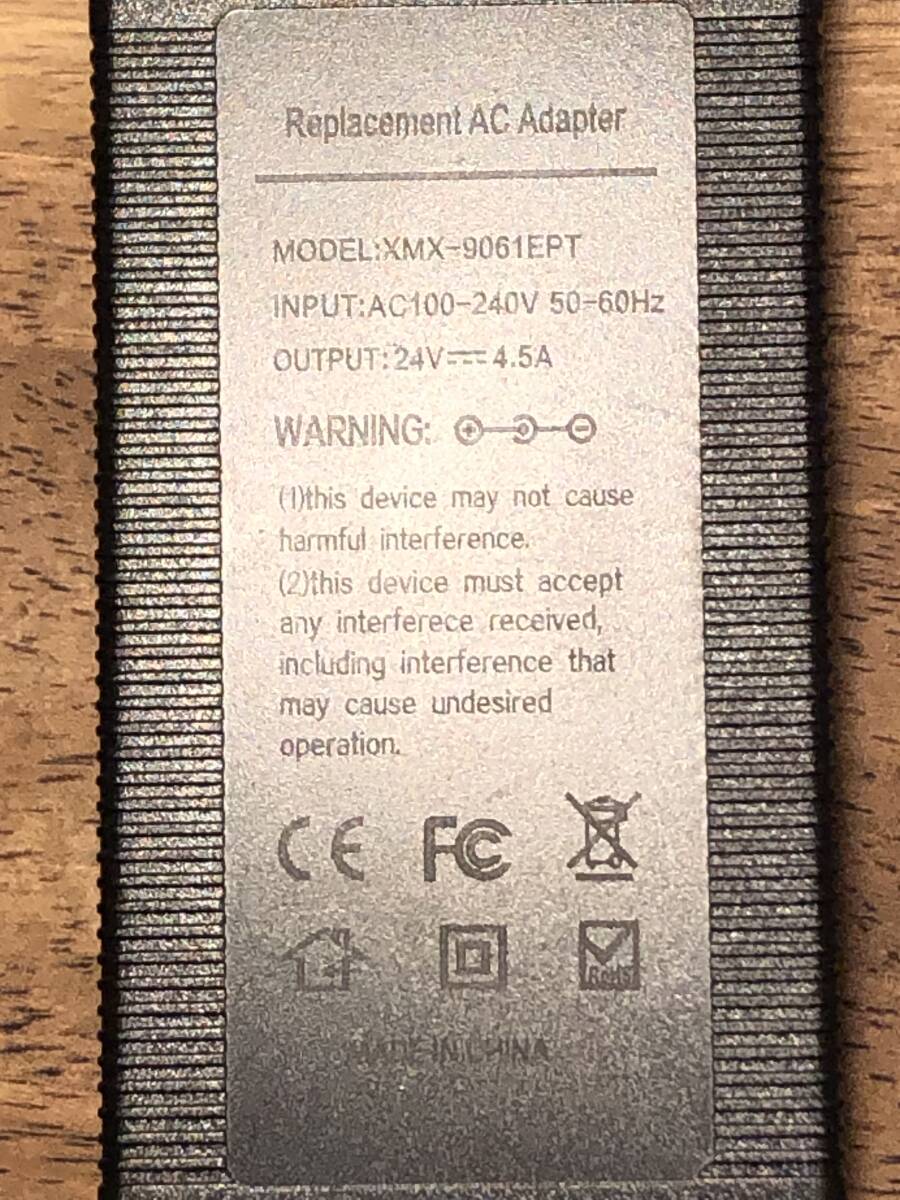 Replacement AC Adapter
MODEL:XMX-9061EPT
INPUT:AC100-240V 50-60Hz
OUTPUT:24V⎓4.5A
WARNING:
(1)this device may not cause
harmful interference.
(2)this device must accept
any interferece received,
including interference that
may cause undesired
operation.
CE FC
RoHS
MADE IN CHINA